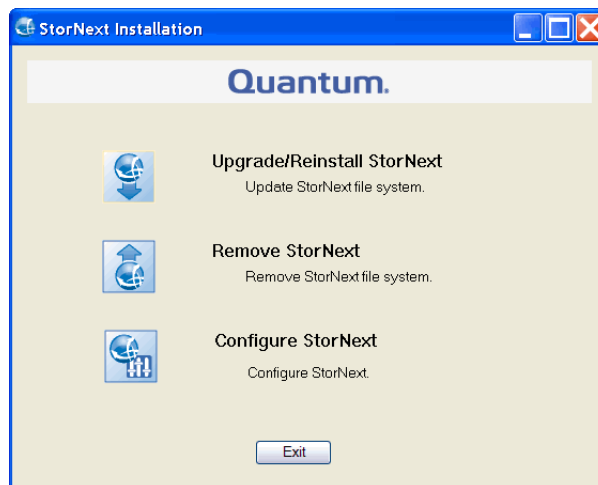 StorNext Installation
Quantum.
Upgrade/Reinstall StorNext
Update StorNext file system.
Remove StorNext
Remove StorNext file system.
Configure StorNext
Configure StorNext.
Exit